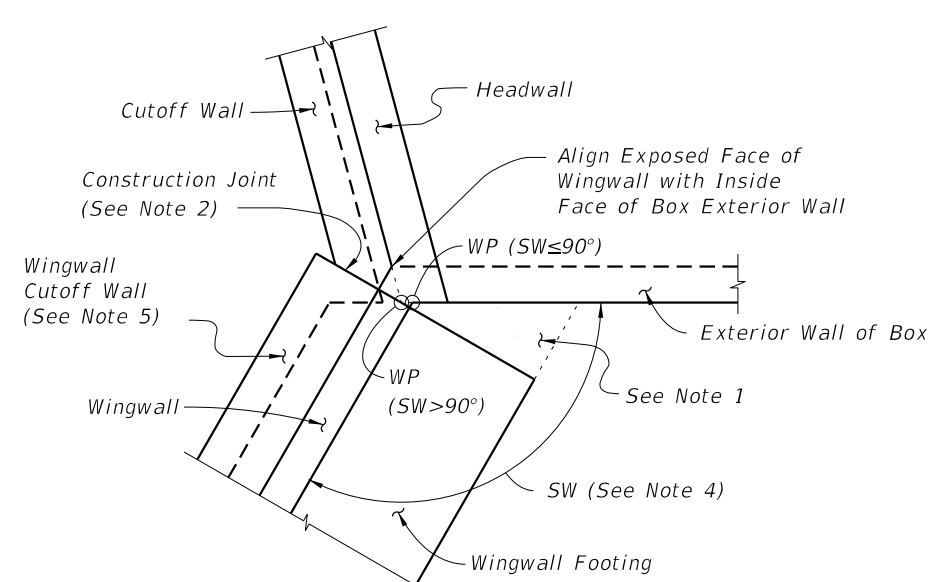 Cutoff Wall
Headwall
Construction Joint
(See Note 2)
Align Exposed Face of
Wingwall with Inside
Face of Box Exterior Wall
WP (SW≤90°)
Wingwall
Cutoff Wall
(See Note 5)
Exterior Wall of Box
WP
(SW>90°)
See Note 1
Wingwall
SW (See Note 4)
Wingwall Footing